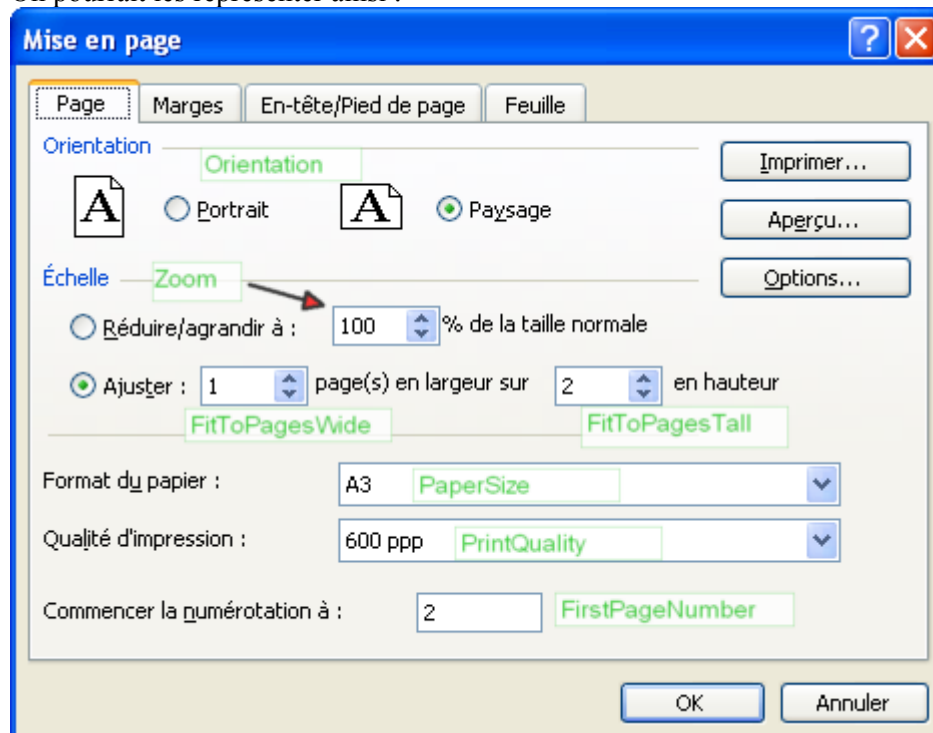 On pourrait les représenter ainsi :
Mise en page
Page Marges En-tête/Pied de page Feuille
Orientation
Orientation
Imprimer...
A Portrait A Paysage
Aperçu...
Échelle Zoom
Options...
Réduire/agrandir à : 100 % de la taille normale
Ajuster : 1 page(s) en largeur sur 2 en hauteur
FitToPagesWide FitToPagesTall
Format du papier : A3 PaperSize
Qualité d'impression : 600 ppp PrintQuality
Commencer la numérotation à : 2 FirstPageNumber
OK Annuler